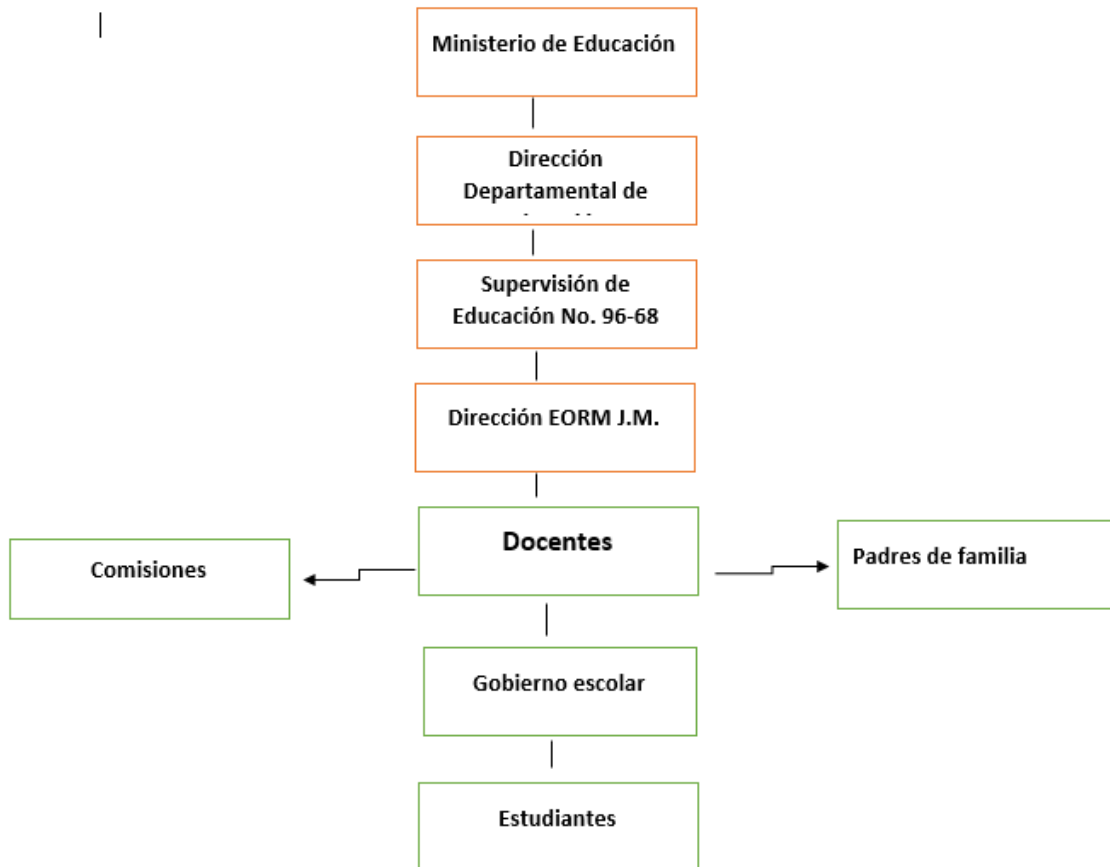 Ministerio de Educación
Dirección
Departamental de
Supervisión de
Educación No. 96-68
Dirección EORM J.M.
Docentes
Comisiones
Padres de familia
Gobierno escolar
Estudiantes